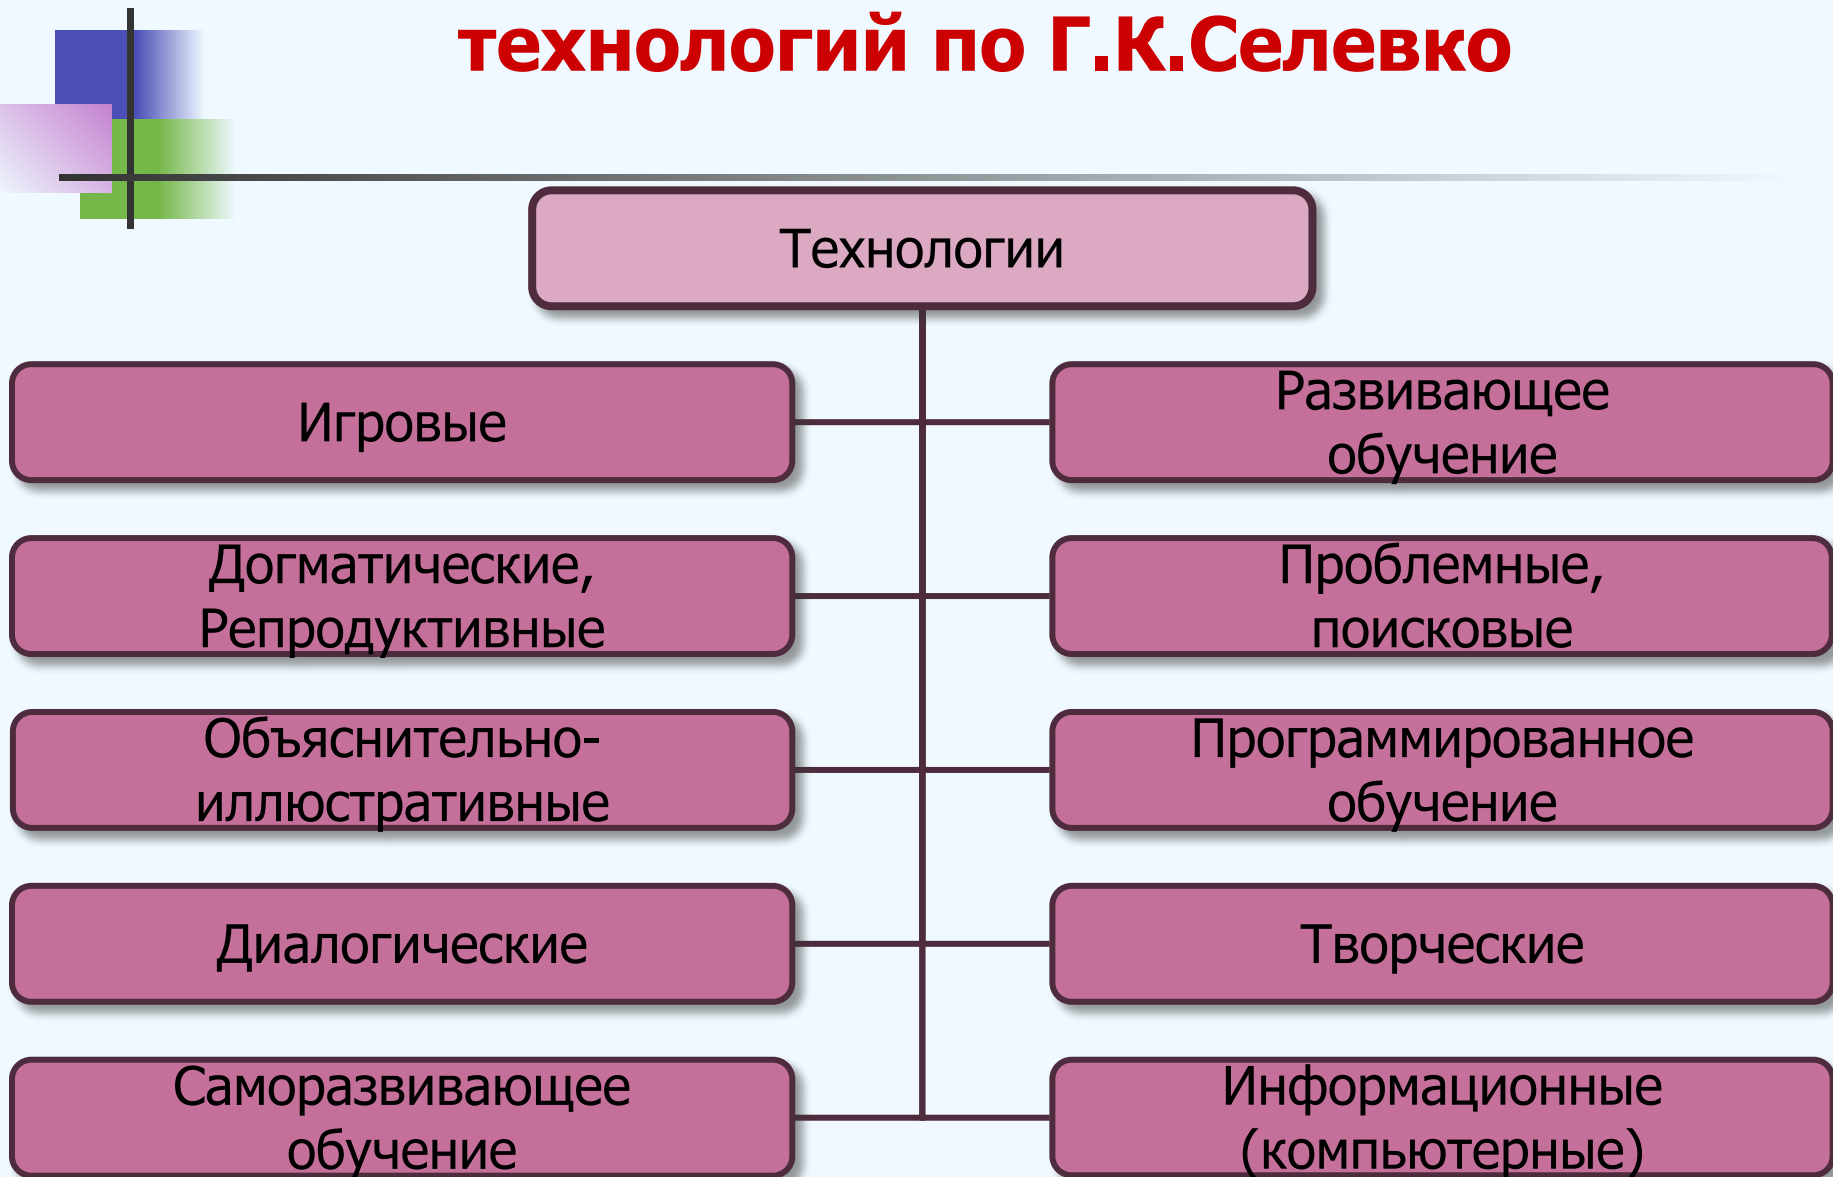 технологий по Г.К.Селевко
Технологии
Игровые
Развивающее
обучение
Догматические,
Репродуктивные
Проблемные,
поисковые
Объяснительно-
иллюстративные
Программированное
обучение
Диалогические
Творческие
Саморазвивающее
обучение
Информационные
(компьютерные)